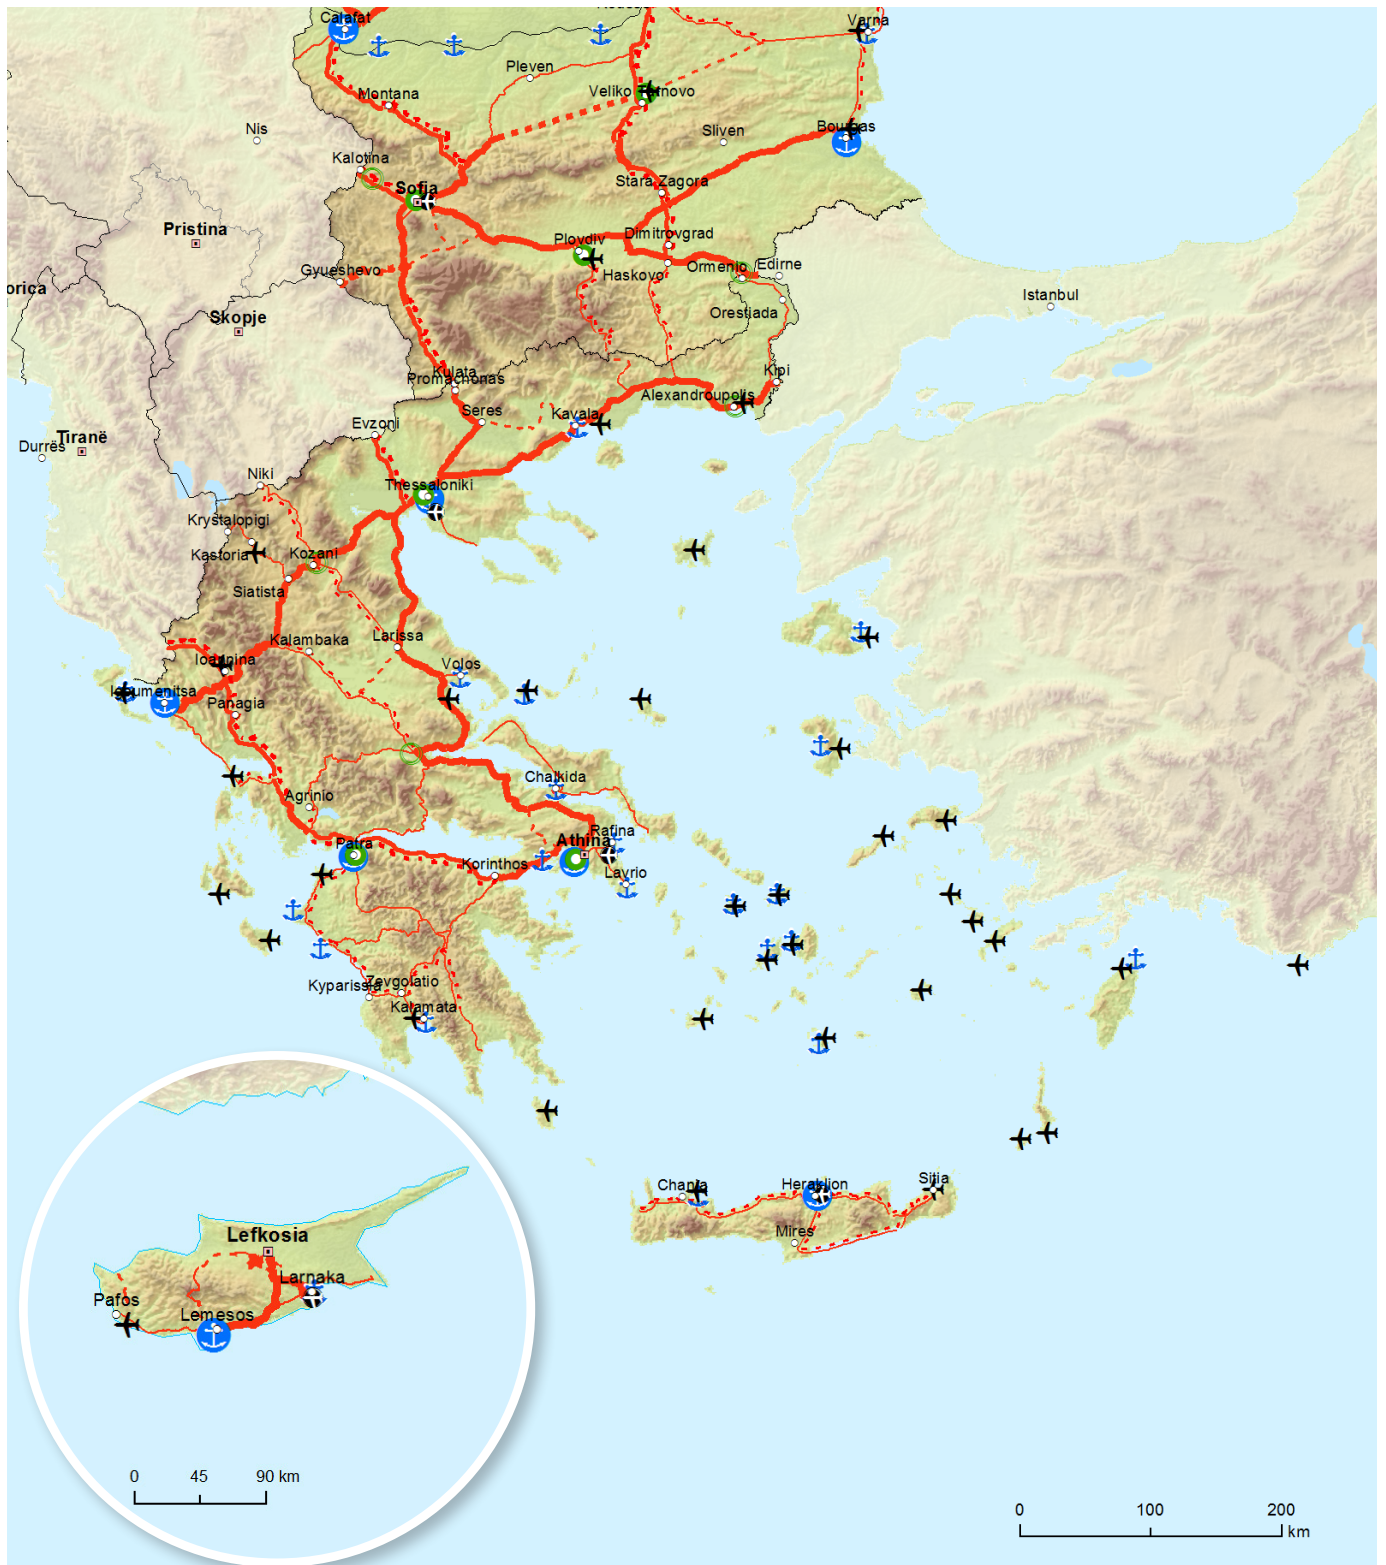 Calafat
Varna
Pleven
Montana
Veliko Tarnovo
Nis
Sliven
Bourgas
Kalotina
Sofja
Stara Zagora
Pristina
Plovdiv
Dimitrovgrad
Gyueshevo
Haskovo
Ormenio
Edirne
orica
Istanbul
Orestiada
Skopje
Kulata
Promachonas
Kipi
Alexandroupolis
Seres
Kavala
Evzoni
Tiranë
Durrës
Niki
Thessaloniki
Krystalopigi
Kastoria
Kozani
Siatista
Kalambaka
Larissa
Ioannina
Volos
Igoumenitsa
Panagia
Chalkida
Agrinio
Patra
Athina
Rafina
Korinthos
Lavrio
Kyparissia
Zevgolatio
Kalamata
Chania
Heraklion
Sitia
Mires
Lefkosia
Larnaka
Pafos
Lemesos
0 45 90 km
0 100 200
km